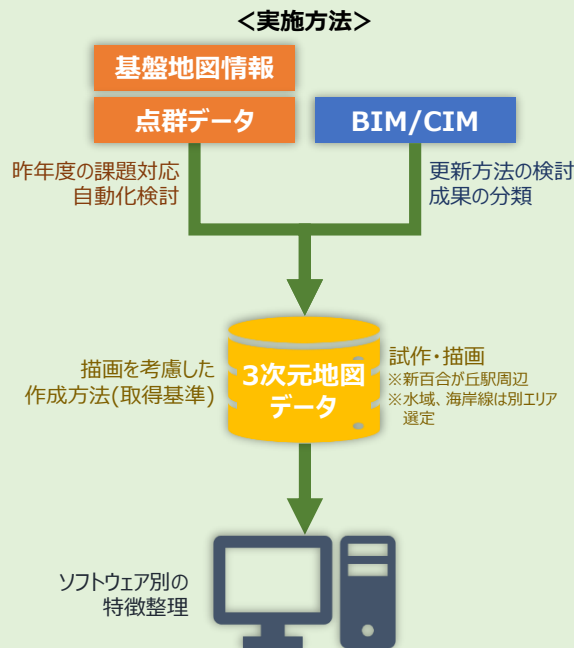 ＜実施方法＞
基盤地図情報
点群データ
BIM/CIM
昨年度の課題対応
自動化検討
更新方法の検討
成果の分類
描画を考慮した
作成方法(取得基準)
3次元地図
データ
試作・描画
※新百合が丘駅周辺
※水域、海岸線は別エリア
選定
ソフトウェア別の
特徴整理